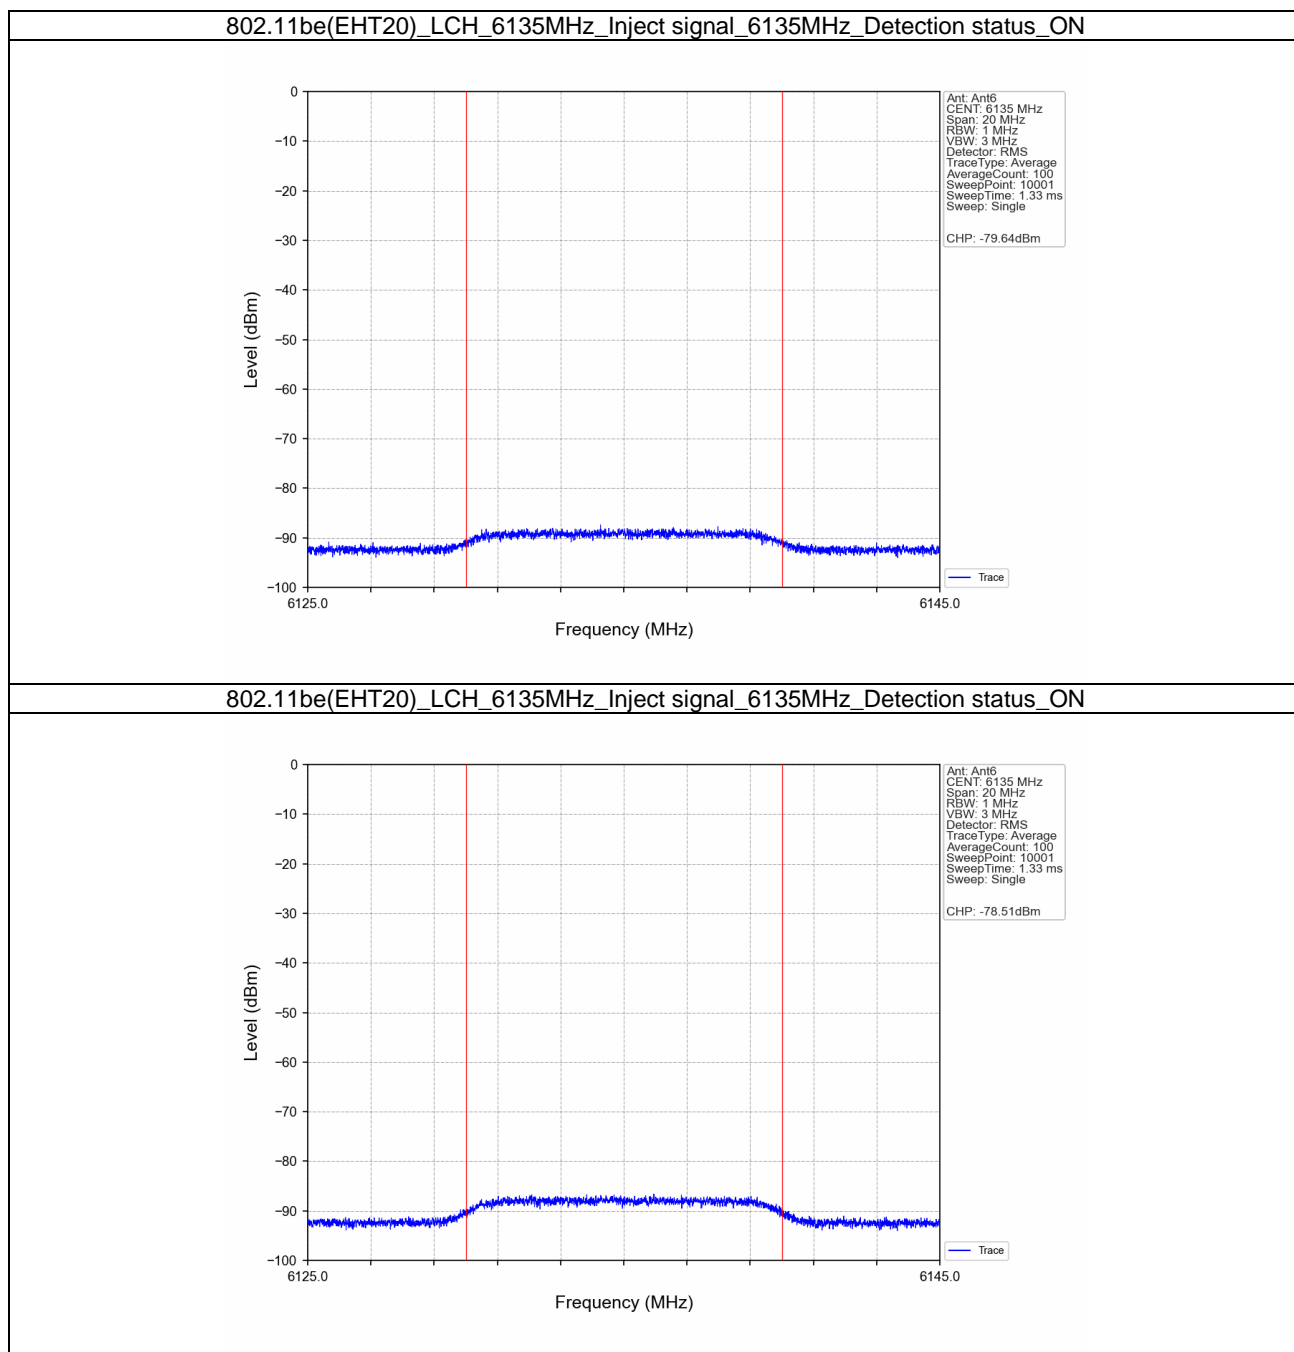 802.11be(EHT20)_LCH_6135MHz_Inject signal_6135MHz_Detection status_ON
0
−10
−20
−30
−40
−50
−60
−70
−80
−90
−100
Level (dBm)
6125.0
6145.0
Frequency (MHz)
Ant: Ant6
CENT: 6135 MHz
Span: 20 MHz
RBW: 1 MHz
VBW: 3 MHz
Detector: RMS
TraceType: Average
AverageCount: 100
SweepPoint: 10001
SweepTime: 1.33 ms
Sweep: Single
CHP: -79.64dBm
Trace
802.11be(EHT20)_LCH_6135MHz_Inject signal_6135MHz_Detection status_ON
0
−10
−20
−30
−40
−50
−60
−70
−80
−90
−100
Level (dBm)
6125.0
6145.0
Frequency (MHz)
Ant: Ant6
CENT: 6135 MHz
Span: 20 MHz
RBW: 1 MHz
VBW: 3 MHz
Detector: RMS
TraceType: Average
AverageCount: 100
SweepPoint: 10001
SweepTime: 1.33 ms
Sweep: Single
CHP: -78.51dBm
Trace